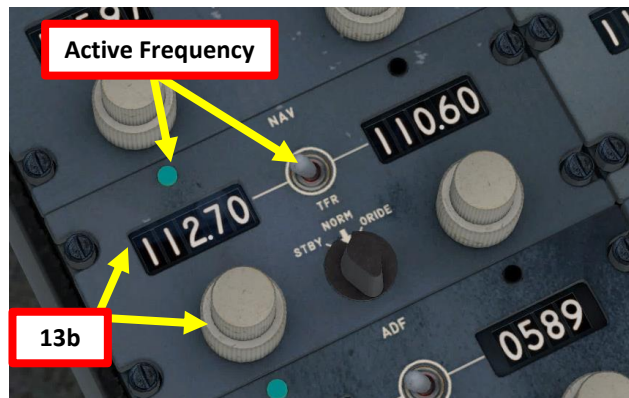 Active Frequency
NAV
110.60
TFR
112.70
STBY NORM ORIDE
13b
ADF
0589